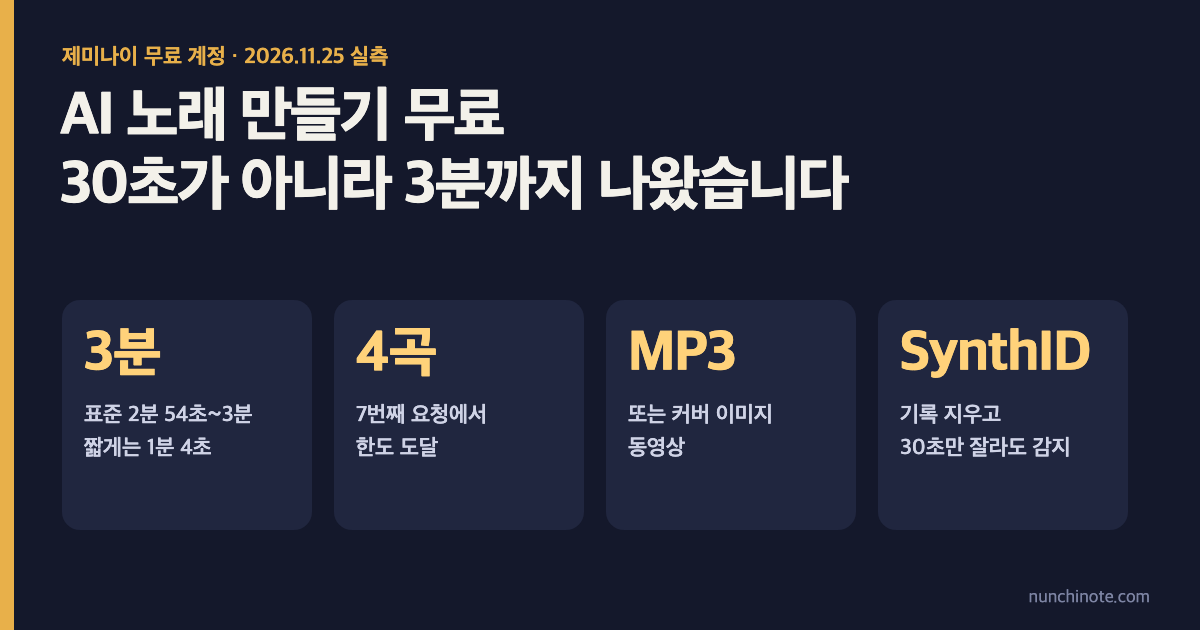 제미나이 무료 계정 · 2026.11.25 실측
AI 노래 만들기 무료
30초가 아니라 3분까지 나왔습니다
3분
표준 2분 54초~3분
짧게는 1분 4초
4곡
7번째 요청에서
한도 도달
MP3
또는 커버 이미지
동영상
SynthID
기록 지우고
30초만 잘라도 감지
nunchinote.com